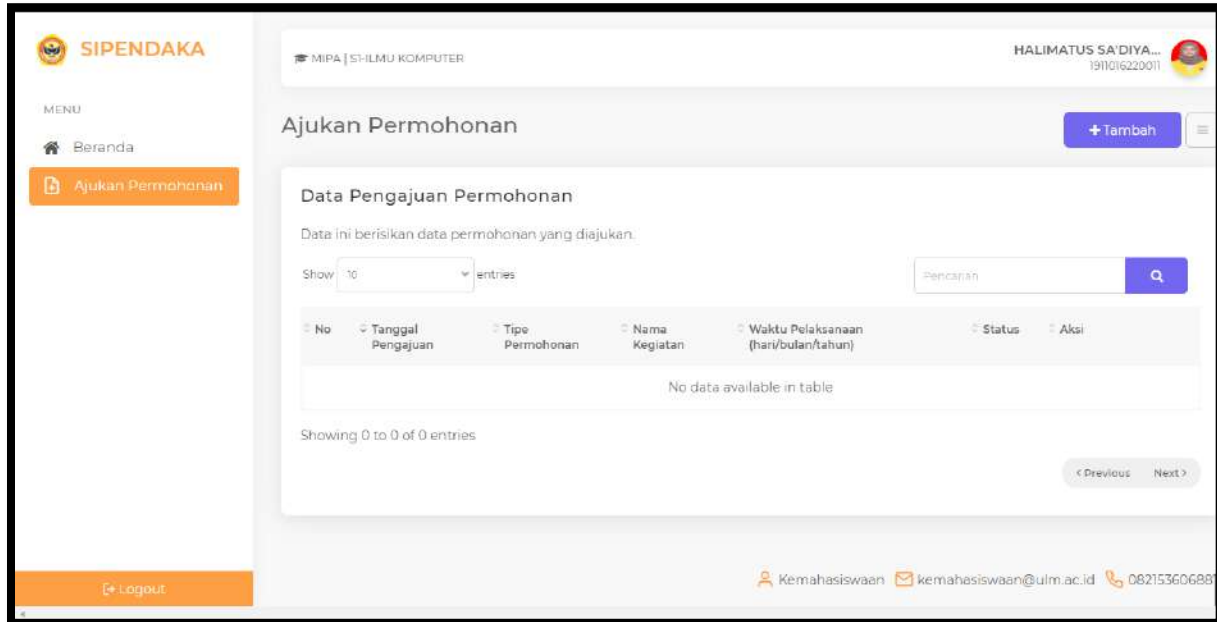 SIPENDAKA
MIPA | S1-ILMU KOMPUTER
HALIMATUS SA'DIYA...
1911016220011
MENU
Beranda
Ajukan Permohonan
Ajukan Permohonan
+ Tambah
Data Pengajuan Permohonan
Data ini berisikan data permohonan yang diajukan.
Show 10 entries
Pencarian
No Tanggal Pengajuan Tipe Permohonan Nama Kegiatan Waktu Pelaksanaan (hari/bulan/tahun) Status Aksi
No data available in table
Showing 0 to 0 of 0 entries
< Previous Next >
Logout
Kemahasiswaan kemahasiswaan@ulm.ac.id 082153606881